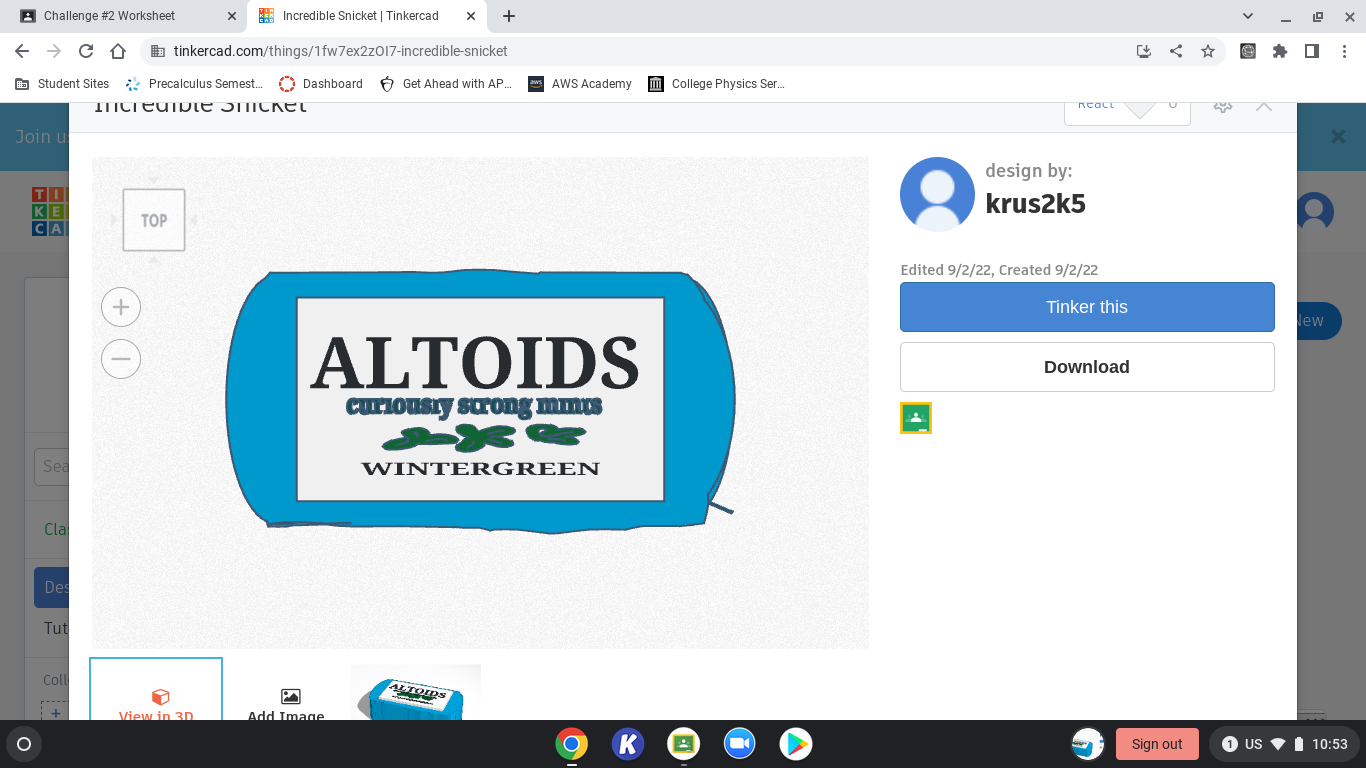 Challenge #2 Worksheet
Incredible Snicket | Tinkercad
tinkercad.com/things/1fw7ex2zOI7-incredible-snicket
Student Sites
Precalculus Semest...
Dashboard
Get Ahead with AP...
AWS Academy
College Physics Ser...
Incredible Snicket
React
0
Join us
TOP
ALTOIDS
curiously strong mints
WINTERGREEN
design by:
krus2k5
Edited 9/2/22, Created 9/2/22
Tinker this
Download
New
Sea
Clas
Des
Tut
Colle
+
View in 3D
Add Image
ALTOIDS
Sign out
1
US
10:53